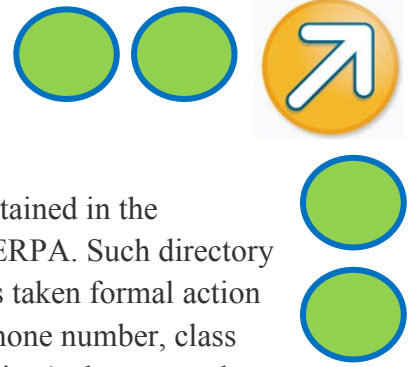 tained in the
ERPA. Such directory
s taken formal action
hone number, class